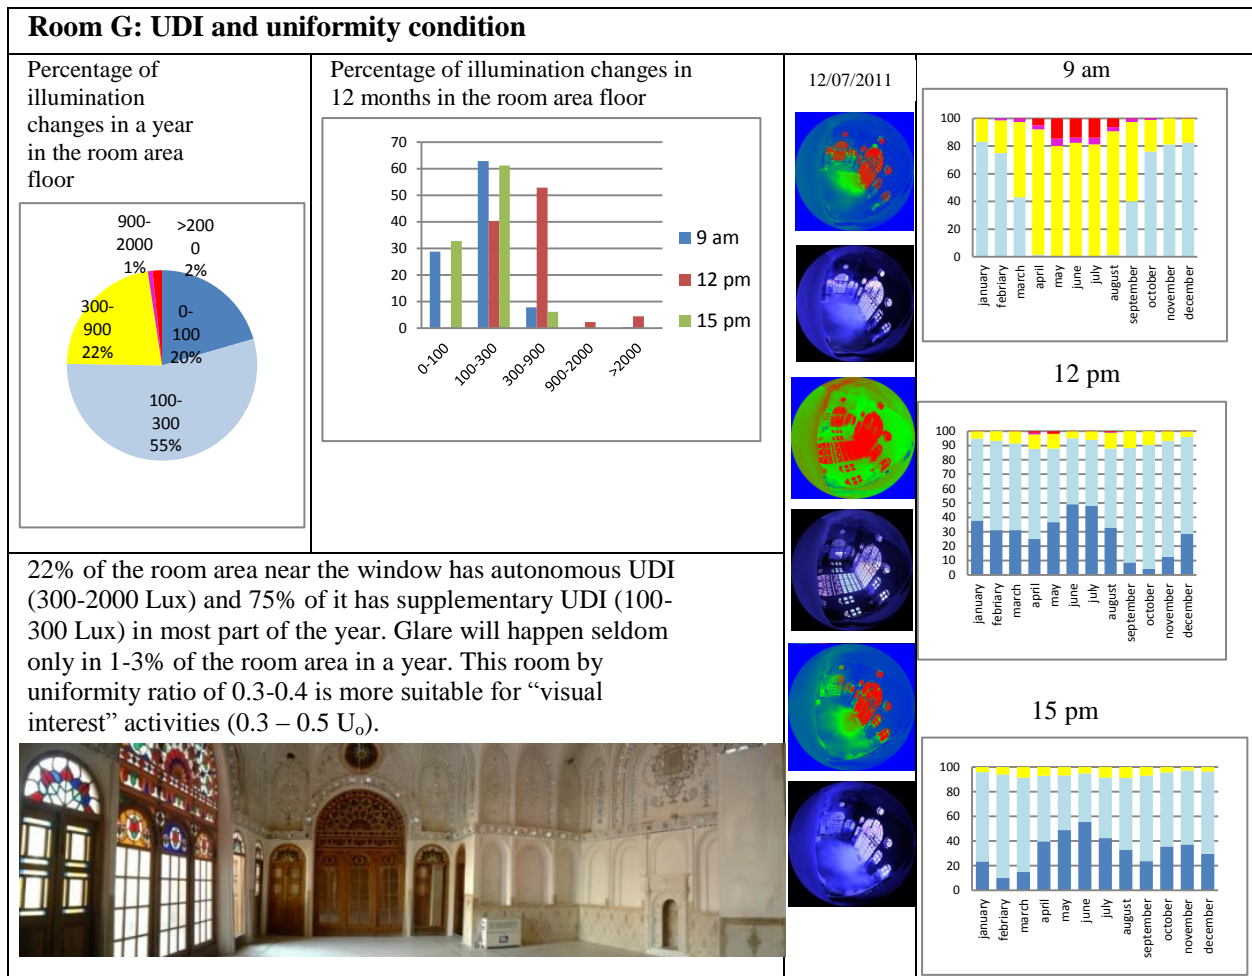 Room G: UDI and uniformity condition
Percentage of
illumination
changes in a year
in the room area
floor
900-
2000
1%
>200
0
2%
0-
100
20%
300-
900
22%
100-
300
55%
Percentage of illumination changes in
12 months in the room area floor
70
60
50
40
30
20
10
0
0-100
100-300
300-900
900-2000
>2000
9 am
12 pm
15 pm
22% of the room area near the window has autonomous UDI
(300-2000 Lux) and 75% of it has supplementary UDI (100-
300 Lux) in most part of the year. Glare will happen seldom
only in 1-3% of the room area in a year. This room by
uniformity ratio of 0.3-0.4 is more suitable for “visual
interest” activities (0.3 – 0.5 Uo).
12/07/2011
9 am
100
80
60
40
20
0
january
febriary
march
april
may
june
july
august
september
october
november
december
12 pm
100
90
80
70
60
50
40
30
20
10
0
january
febriary
march
april
may
june
july
august
september
october
november
december
15 pm
100
80
60
40
20
0
january
febriary
march
april
may
june
july
august
september
october
november
december